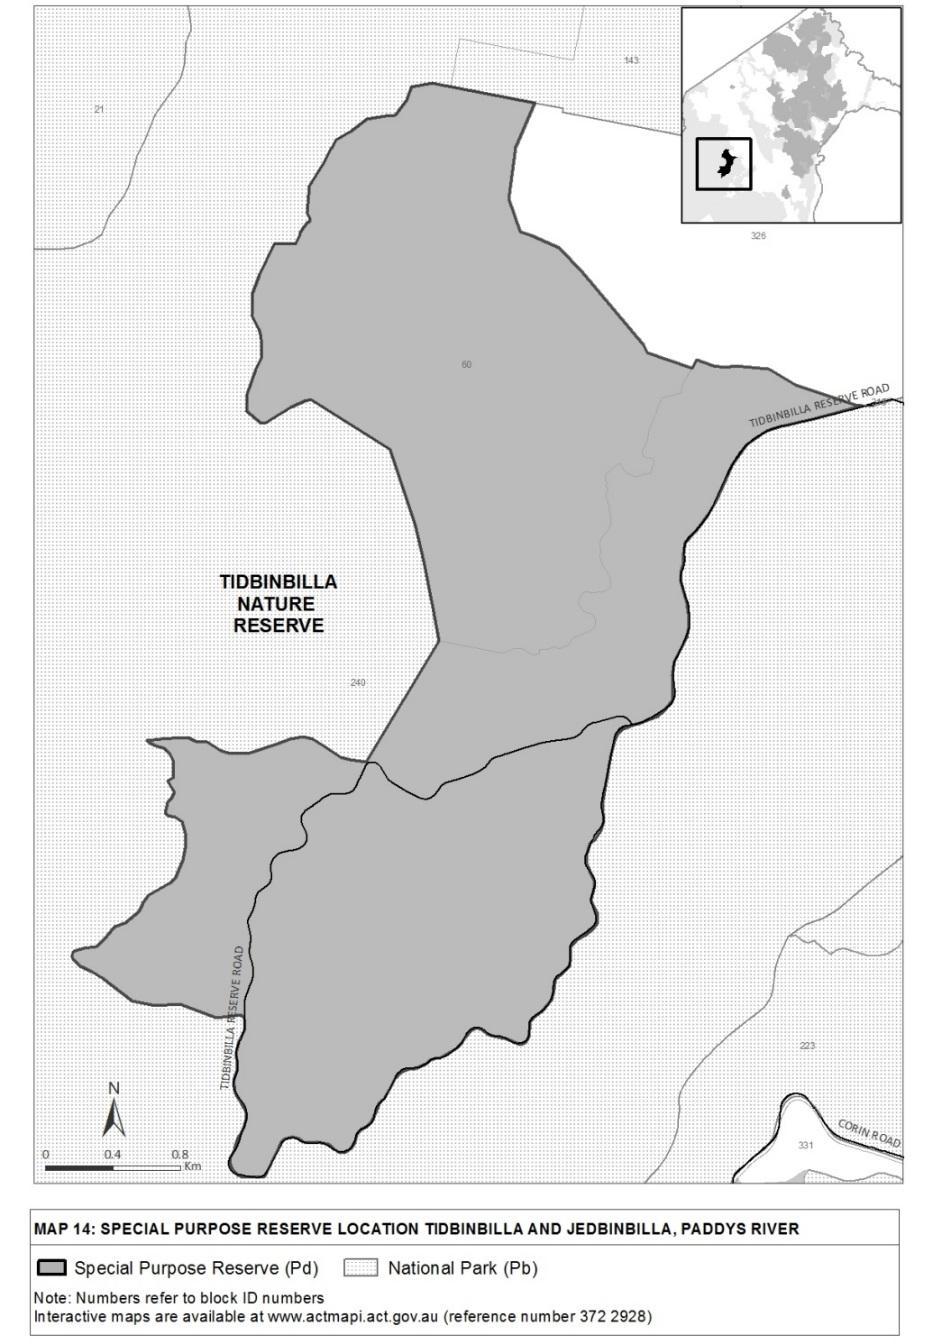 143
21
326
60
TIDBINBILLA RESERVE ROAD
TIDBINBILLA
NATURE
RESERVE
240
TIDBINBILLA RESERVE ROAD
223
N
CORIN ROAD
331
0 0.4 0.8
Km
MAP 14: SPECIAL PURPOSE RESERVE LOCATION TIDBINBILLA AND JEDBINBILLA, PADDYS RIVER
Special Purpose Reserve (Pd) National Park (Pb)
Note: Numbers refer to block ID numbers
Interactive maps are available at www.actmapi.act.gov.au (reference number 372 2928)